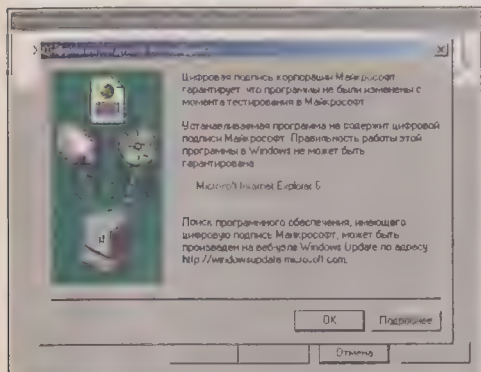 Цифровая подпись корпорации Майкрософт
гарантирует, что программы не были изменены с
момента тестирования в Майкрософт
Устанавливаемая программа не содержит цифровой
подписи Майкрософт. Правильность работы этой
программы в Windows не может быть
гарантирована
Microsoft Internet Explorer 6
Поиск программного обеспечения, имеющего
цифровую подпись Майкрософт, может быть
произведен на веб-узле Windows Update по адресу
http://windowsupdate.microsoft.com.
OK
Подробнее
Отмена